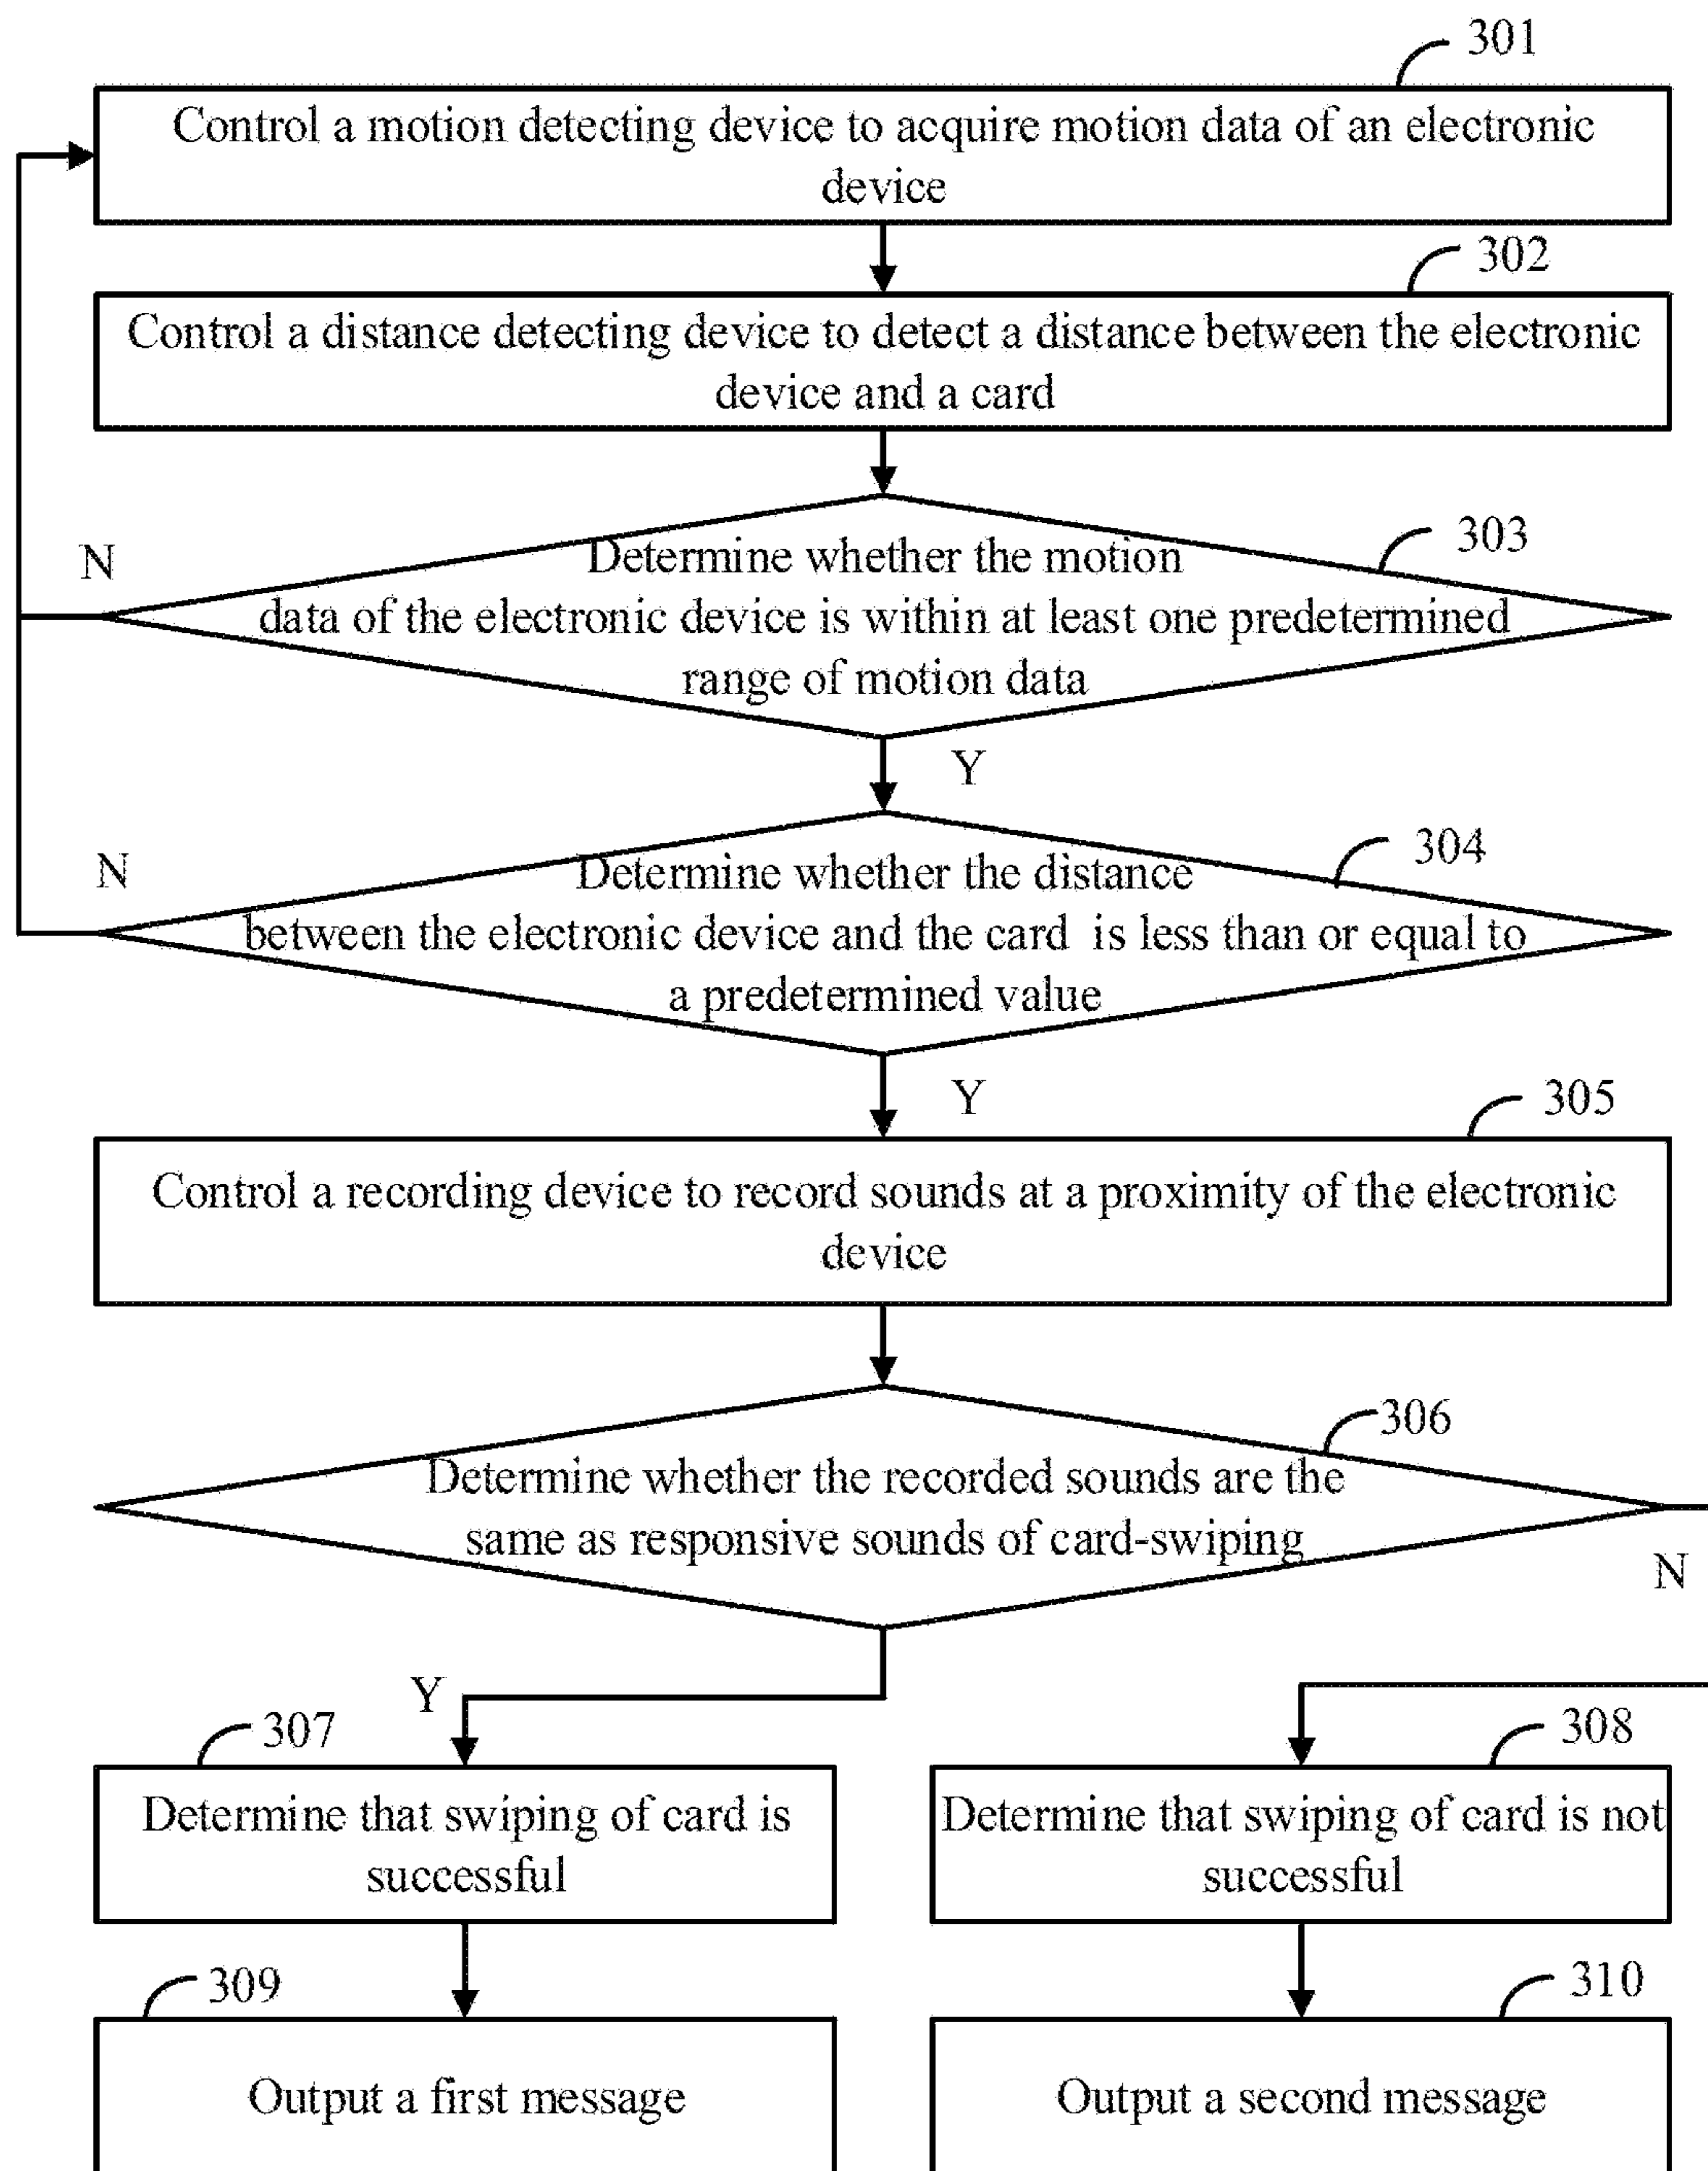 301
Control a motion detecting device to acquire motion data of an electronic
device
302
Control a distance detecting device to detect a distance between the electronic
device and a card
303
N
Determine whether the motion
data of the electronic device is within at least one predetermined
range of motion data
Y
304
N
Determine whether the distance
between the electronic device and the card is less than or equal to
a predetermined value
Y
305
Control a recording device to record sounds at a proximity of the electronic
device
306
Determine whether the recorded sounds are the
same as responsive sounds of card-swiping
N
Y
307
308
Determine that swiping of card is
successful
Determine that swiping of card is not
successful
309
310
Output a first message
Output a second message